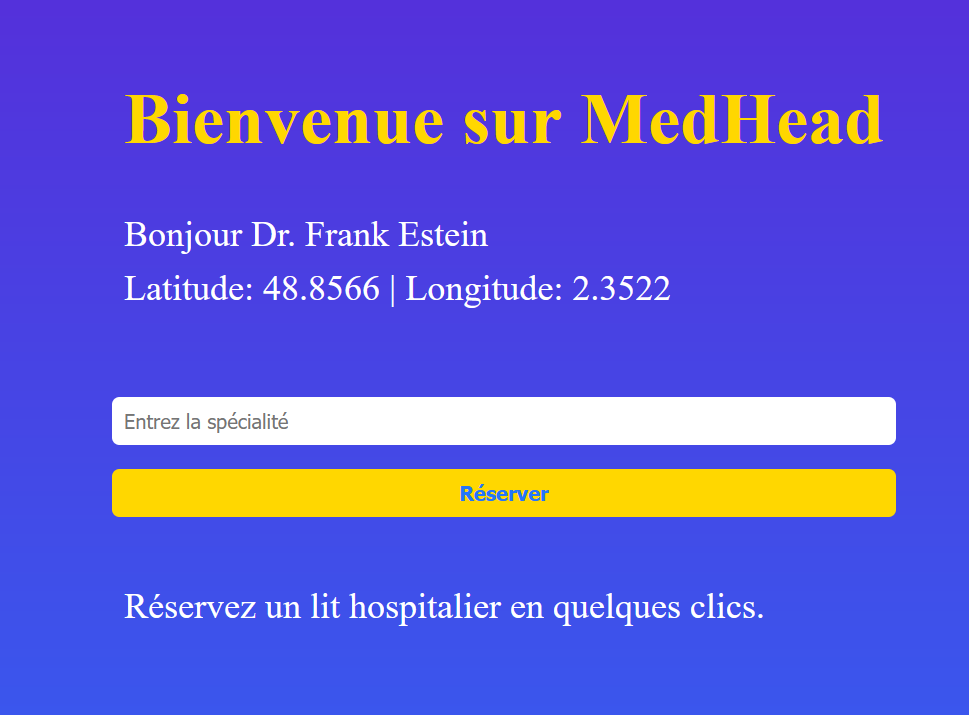 Bienvenue sur MedHead
Bonjour Dr. Frank Estein
Latitude: 48.8566 | Longitude: 2.3522
Entrez la spécialité
Réserver
Réservez un lit hospitalier en quelques clics.